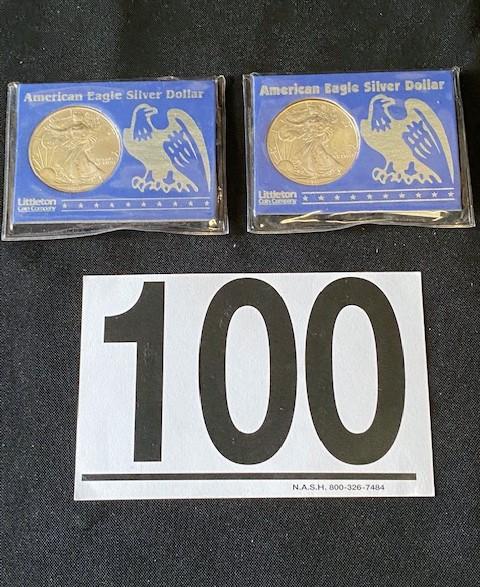 American Eagle Silver Dollar
Littleton
Coin Company
American Eagle Silver Dollar
Littleton
Coin Company
100
N.A.S.H. 800-326-7484